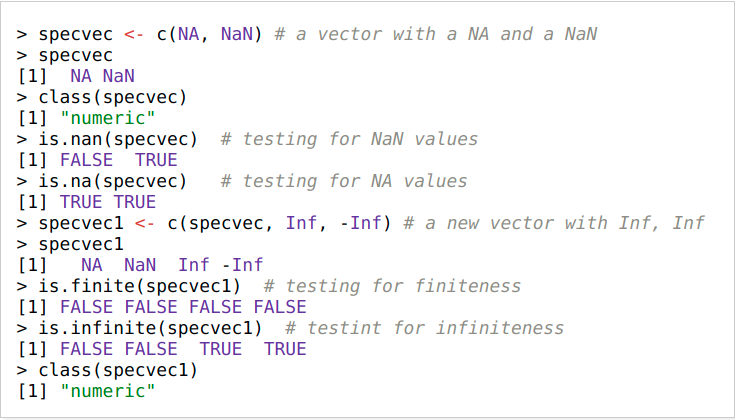 > specvec <- c(NA, NaN) # a vector with a NA and a NaN
> specvec
[1]  NA NaN
> class(specvec)
[1] "numeric"
> is.nan(specvec)  # testing for NaN values
[1] FALSE  TRUE
> is.na(specvec)   # testing for NA values
[1] TRUE TRUE
> specvec1 <- c(specvec, Inf, -Inf) # a new vector with Inf, Inf
> specvec1
[1]   NA  NaN  Inf -Inf
> is.finite(specvec1)  # testing for finiteness
[1] FALSE FALSE FALSE FALSE
> is.infinite(specvec1)  # testint for infiniteness
[1] FALSE FALSE  TRUE  TRUE
> class(specvec1)
[1] "numeric"